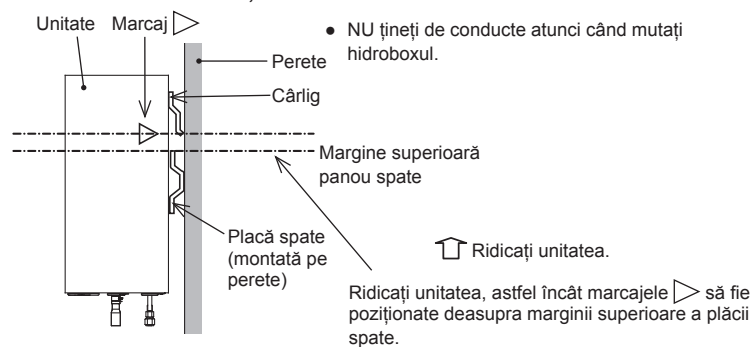 Unitate
Marcaj
Perete
Cârlig
Margine superioară
panou spate
Placă spate
(montată pe
perete)
● NU țineți de conducte atunci când mutați
hidroboxul.
Ridicați unitatea.
Ridicați unitatea, astfel încât marcajele ▷ să fie
poziționate deasupra marginii superioare a plăcii
spate.